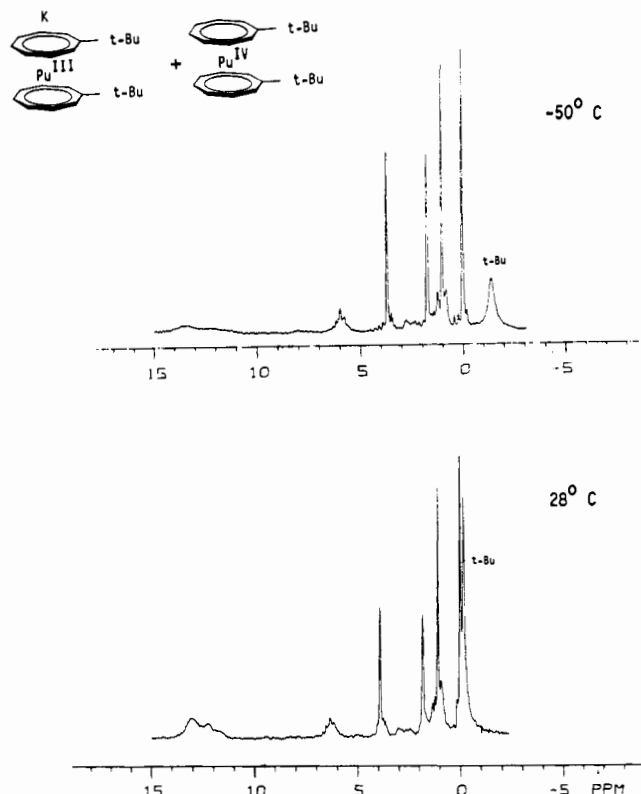 K
t-Bu
Pu III
t-Bu
+
t-Bu
Pu IV
t-Bu
-50° C
t-Bu
15 10 5 0 -5
28° C
t-Bu
15 10 5 0 -5 PPM